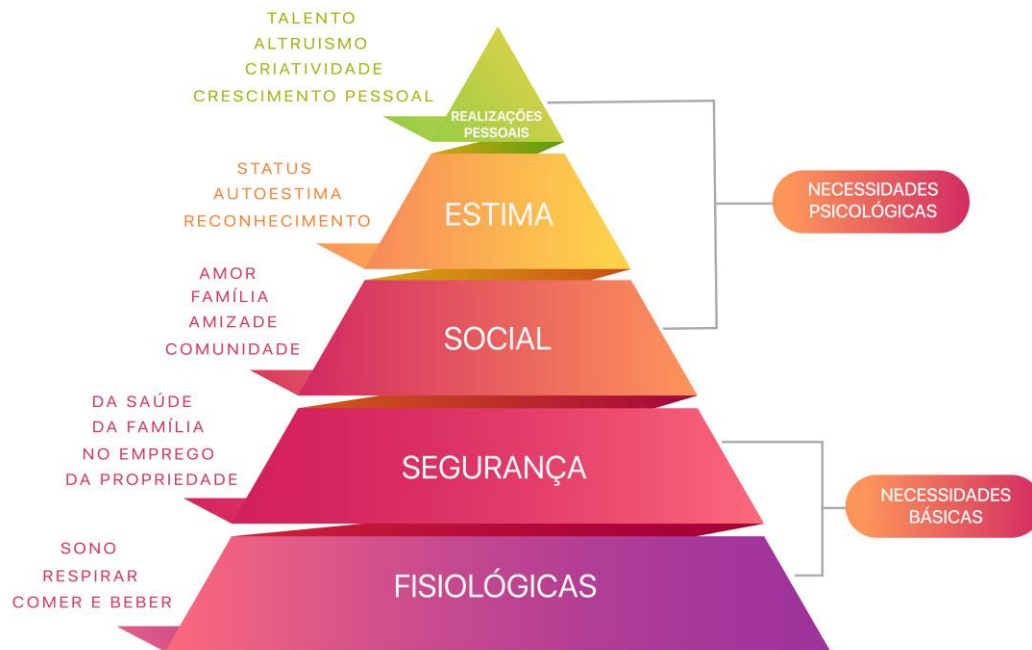 TALENTO
ALTRUISMO
CRIATIVIDADE
CRESCIMENTO PESSOAL
REALIZAÇÕES
PESSOAIS
STATUS
AUTOESTIMA
RECONHECIMENTO
ESTIMA
NECESSIDADES
PSICOLÓGICAS
AMOR
FAMÍLIA
AMIZADE
COMUNIDADE
SOCIAL
DA SAÚDE
DA FAMÍLIA
NO EMPREGO
DA PROPRIEDADE
SEGURANÇA
NECESSIDADES
BÁSICAS
SONO
RESPIRAR
COMER E BEBER
FISIOLÓGICAS